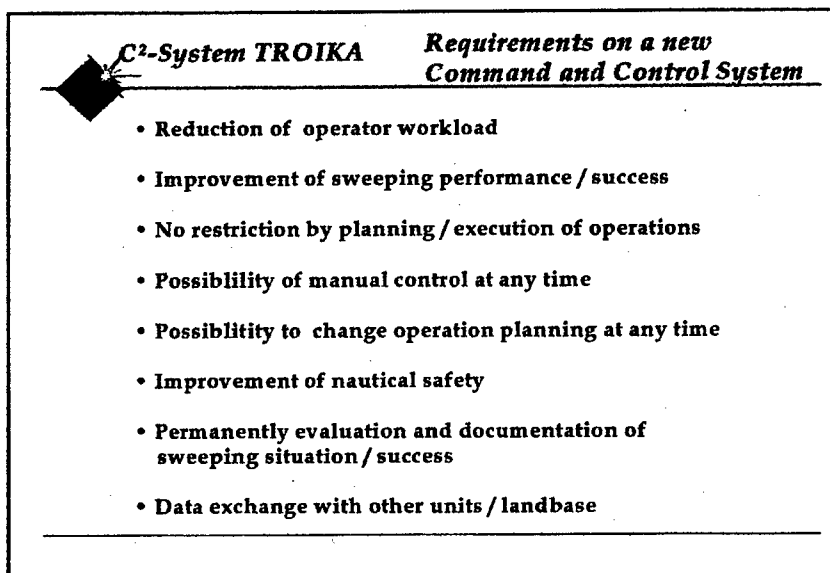 C²-System TROIKA
Requirements on a new
Command and Control System
• Reduction of operator workload
• Improvement of sweeping performance / success
• No restriction by planning / execution of operations
• Possiblility of manual control at any time
• Possiblitity to change operation planning at any time
• Improvement of nautical safety
• Permanently evaluation and documentation of
sweeping situation / success
• Data exchange with other units / landbase